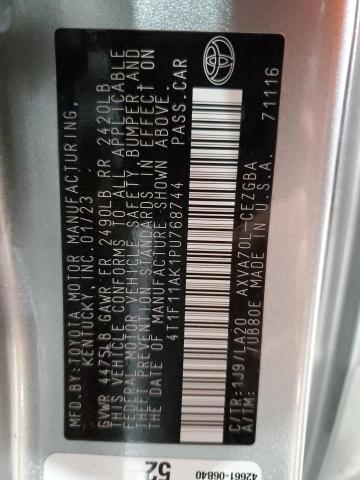 MFD. BY: TOYOTA MOTOR MANUFACTURING,
KENTUCKY, INC. 01/23
GVWR 4475LB GAWR FR 2490LB RR 2420LB
THIS VEHICLE CONFORMS TO ALL APPLICABLE
FEDERAL MOTOR VEHICLE SAFETY, BUMPER, AND
THEFT PREVENTION STANDARDS IN EFFECT ON
THE DATE OF MANUFACTURE SHOWN ABOVE.
4T1F11AK1PU768744 PASS. CAR
C/TR: 1J9/LA20 AXVA70L-CEZGBA
A/TM: /UB80E MADE IN U.S.A. 71116
52
42661-06B40